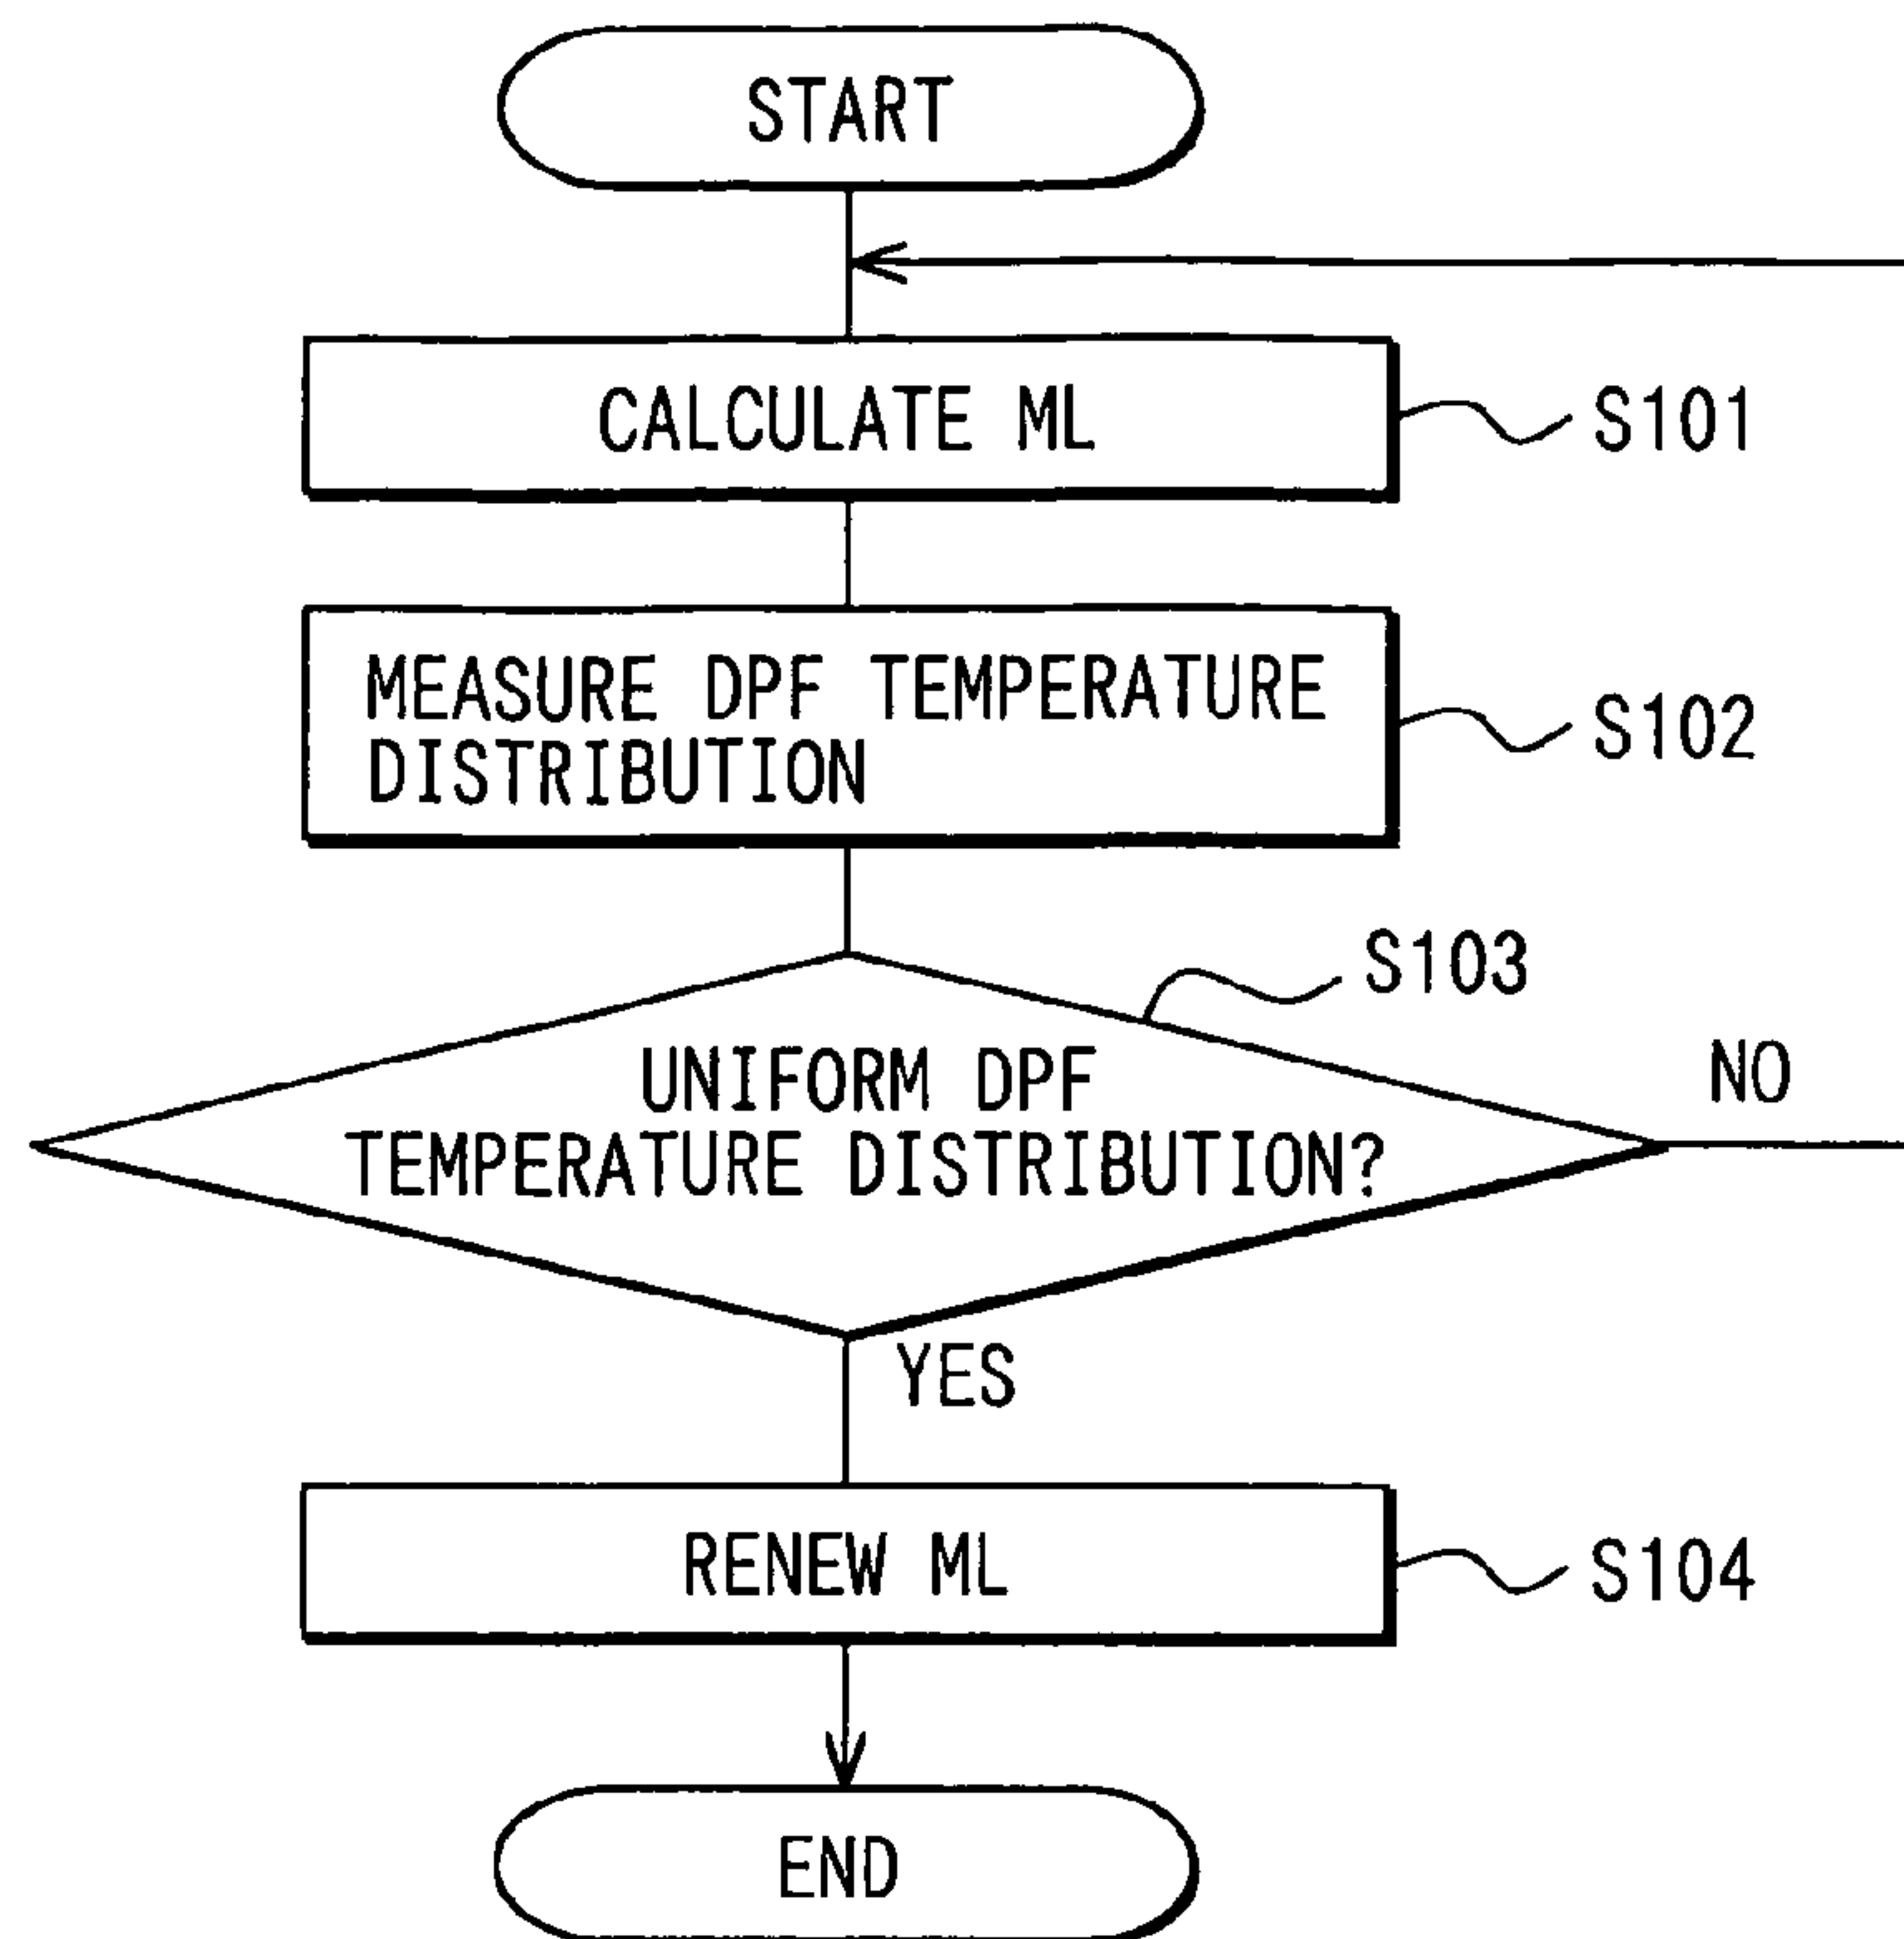 START
CALCULATE ML
S101
MEASURE DPF TEMPERATURE
DISTRIBUTION
S102
S103
UNIFORM DPF
TEMPERATURE DISTRIBUTION?
NO
YES
RENEW ML
S104
END